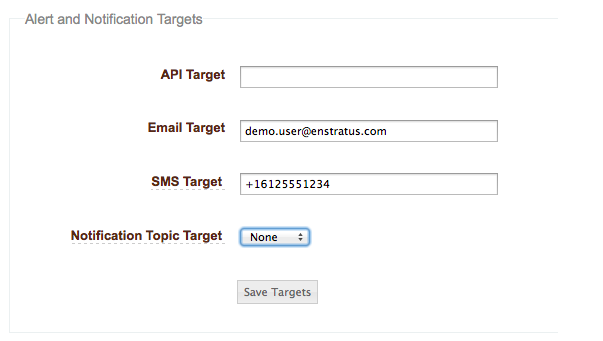 Alert and Notification Targets
API Target
Email Target demo.user@enstratus.com
SMS Target +16125551234
Notification Topic Target None
Save Targets